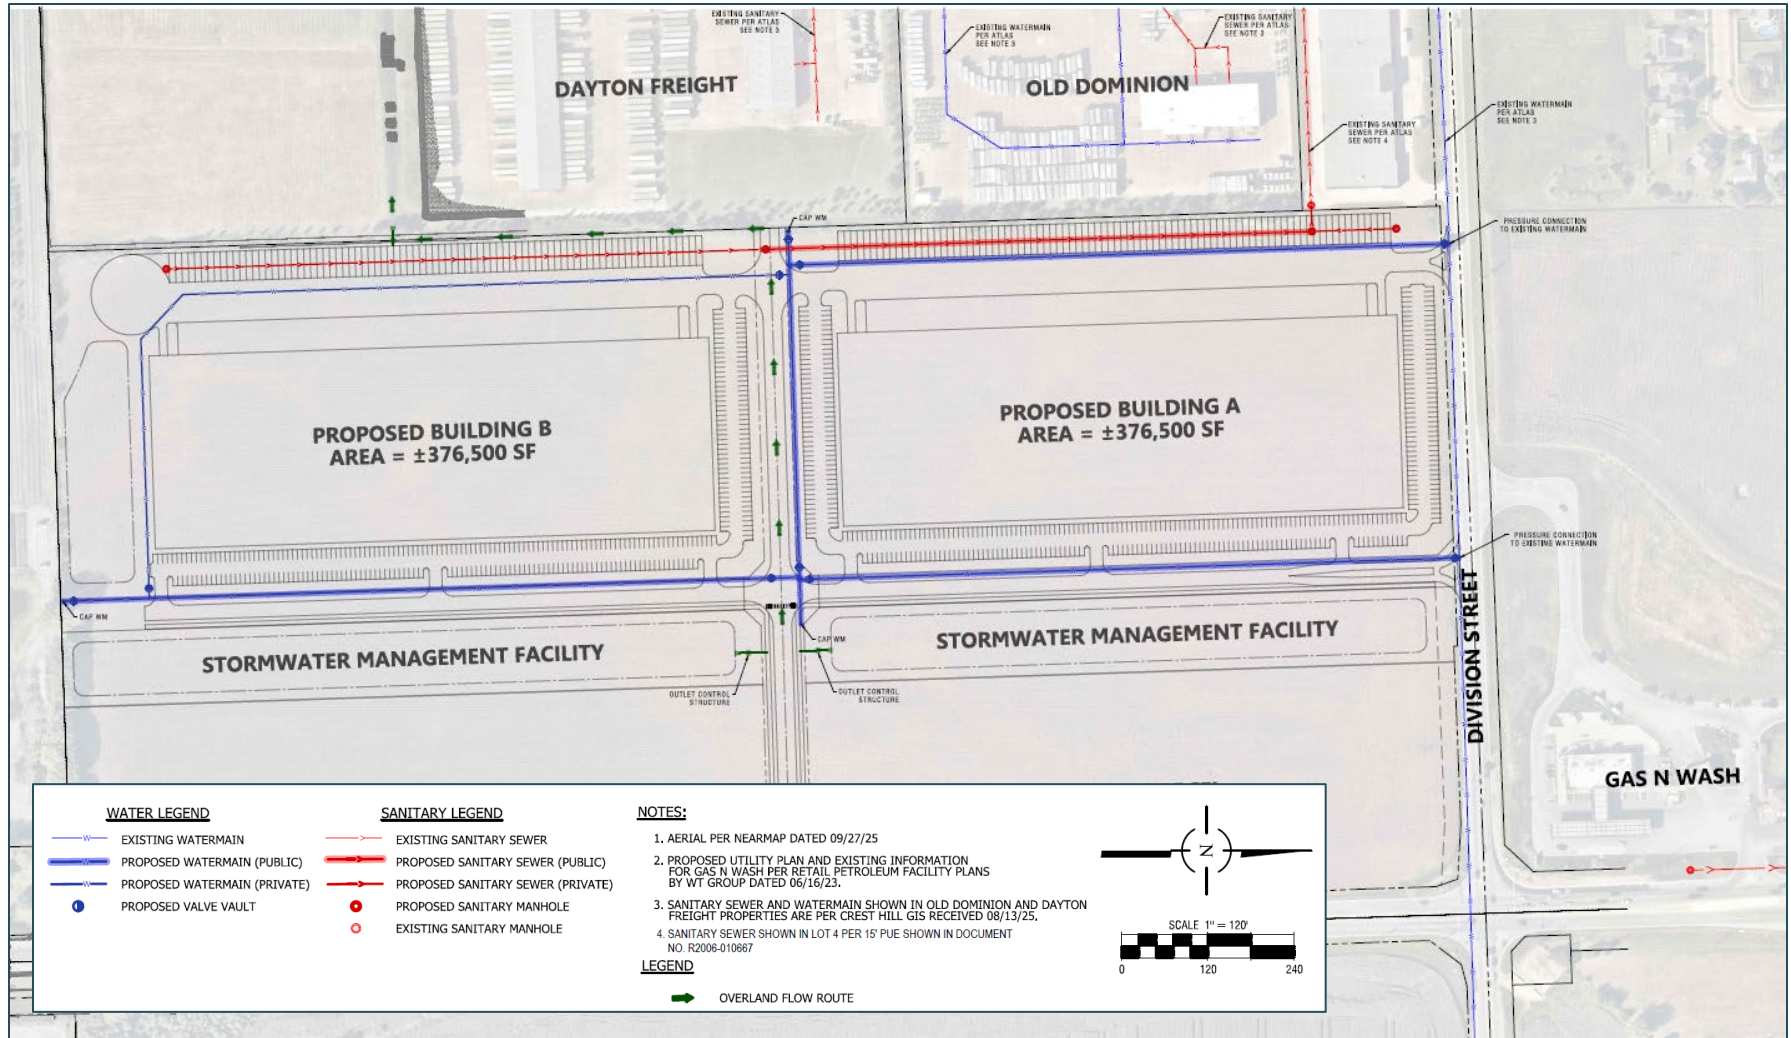 EXISTING SANITARY
SEWER PER ATLAS
SEE NOTE 3
EXISTING WATERMAIN
PER ATLAS
SEE NOTE 3
EXISTING SANITARY
SEWER PER ATLAS
SEE NOTE 3
DAYTON FREIGHT
OLD DOMINION
EXISTING WATERMAIN
PER ATLAS
SEE NOTE 3
EXISTING SANITARY
SEWER PER ATLAS
SEE NOTE 4
CAP WM
PRESSURE CONNECTION
TO EXISTING WATERMAIN
PROPOSED BUILDING B
AREA = ±376,500 SF
PROPOSED BUILDING A
AREA = ±376,500 SF
PRESSURE CONNECTION
TO EXISTING WATERMAIN
CAP WM
CAP WM
STORMWATER MANAGEMENT FACILITY
STORMWATER MANAGEMENT FACILITY
OUTLET CONTROL
STRUCTURE
OUTLET CONTROL
STRUCTURE
DIVISION STREET
GAS N WASH
WATER LEGEND
W EXISTING WATERMAIN
W PROPOSED WATERMAIN (PUBLIC)
W PROPOSED WATERMAIN (PRIVATE)
PROPOSED VALVE VAULT
SANITARY LEGEND
EXISTING SANITARY SEWER
PROPOSED SANITARY SEWER (PUBLIC)
PROPOSED SANITARY SEWER (PRIVATE)
PROPOSED SANITARY MANHOLE
EXISTING SANITARY MANHOLE
NOTES:
1. AERIAL PER NEARMAP DATED 09/27/25
2. PROPOSED UTILITY PLAN AND EXISTING INFORMATION
FOR GAS N WASH PER RETAIL PETROLEUM FACILITY PLANS
BY WT GROUP DATED 06/16/23.
3. SANITARY SEWER AND WATERMAIN SHOWN IN OLD DOMINION AND DAYTON
FREIGHT PROPERTIES ARE PER CREST HILL GIS RECEIVED 08/13/25.
4. SANITARY SEWER SHOWN IN LOT 4 PER 15' PUE SHOWN IN DOCUMENT
NO. R2006-010667
LEGEND
OVERLAND FLOW ROUTE
N
SCALE 1" = 120'
0 120 240